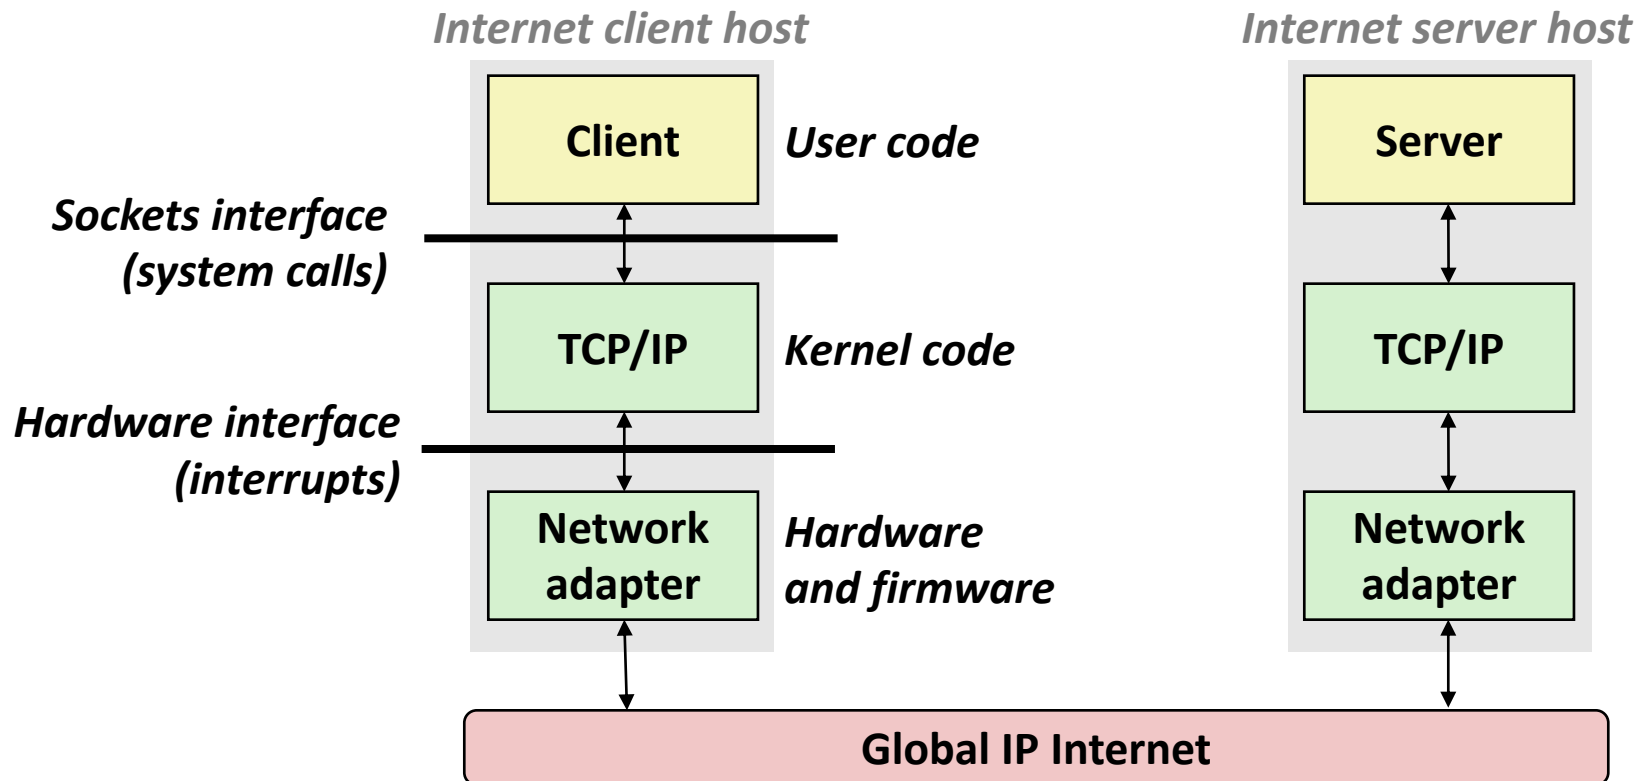 Internet client host
Internet server host
Client
User code
Server
Sockets interface
(system calls)
TCP/IP
Kernel code
TCP/IP
Hardware interface
(interrupts)
Network
adapter
Hardware
and firmware
Network
adapter
Global IP Internet